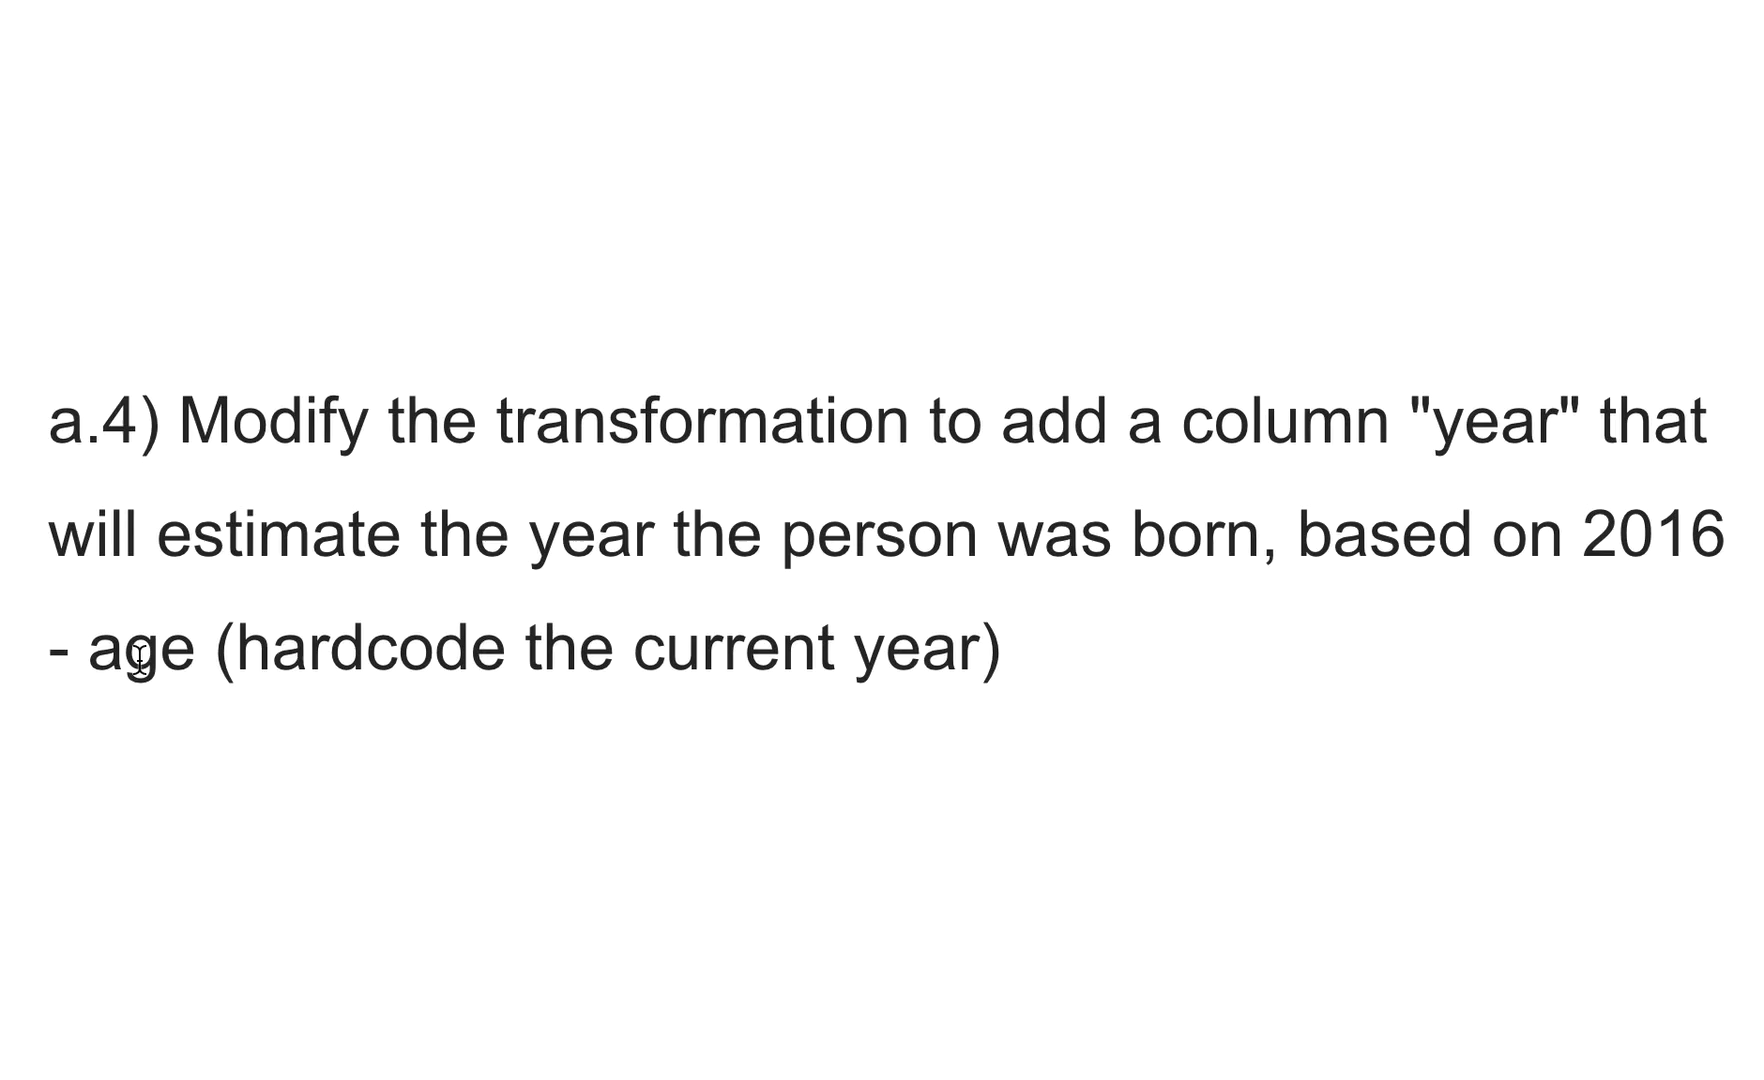 a.4) Modify the transformation to add a column "year" that
will estimate the year the person was born, based on 2016
- age (hardcode the current year)